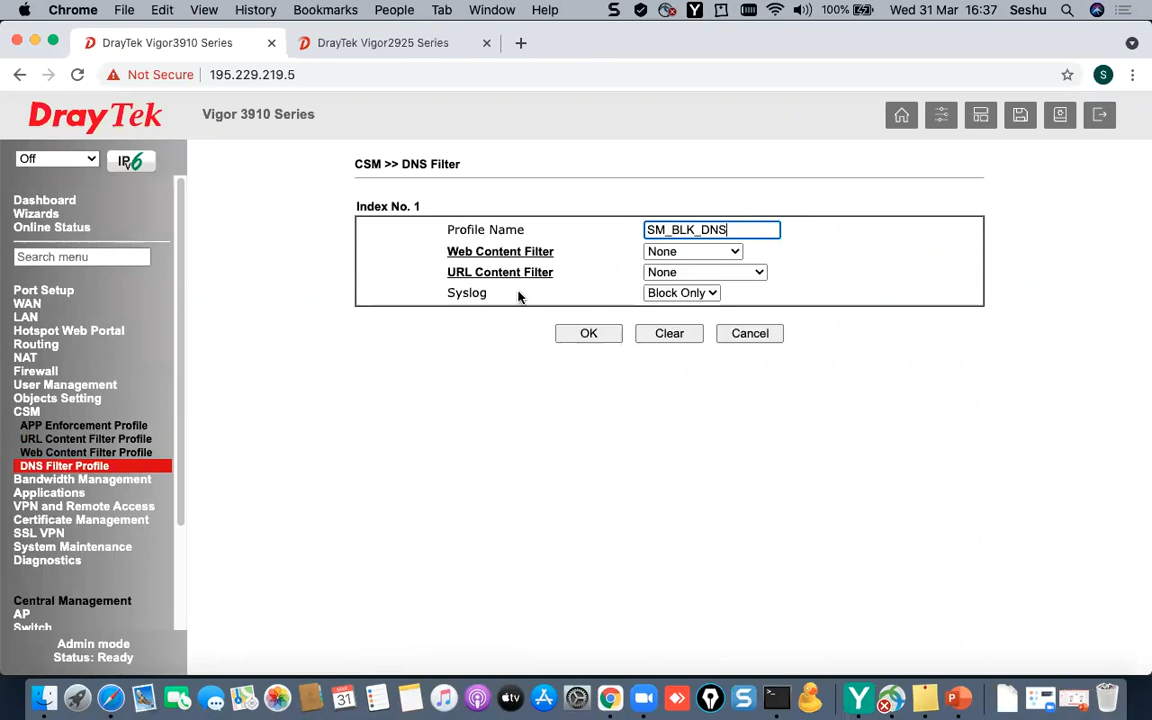 Chrome File Edit View History Bookmarks People Tab Window Help 100% Wed 31 Mar 16:37 Seshu
DrayTek Vigor3910 Series
DrayTek Vigor2925 Series
Not Secure 195.229.219.5
S
DrayTek
Vigor 3910 Series
Off
IPv6
Dashboard
Wizards
Online Status
Search menu
Port Setup
WAN
LAN
Hotspot Web Portal
Routing
NAT
Firewall
User Management
Objects Setting
CSM
APP Enforcement Profile
URL Content Filter Profile
Web Content Filter Profile
DNS Filter Profile
Bandwidth Management
Applications
VPN and Remote Access
Certificate Management
SSL VPN
System Maintenance
Diagnostics
Central Management
AP
Switch
Admin mode
Status: Ready
CSM >> DNS Filter
Index No. 1
Profile Name SM_BLK_DNS
Web Content Filter None
URL Content Filter None
Syslog Block Only
OK Clear Cancel